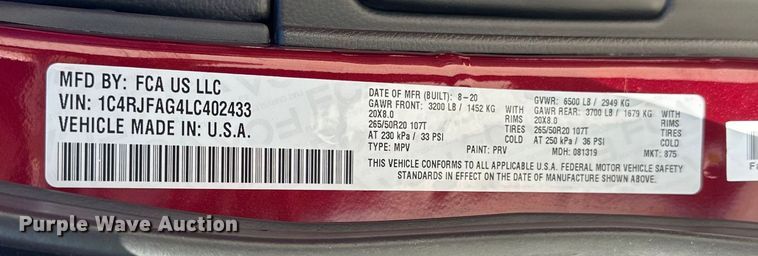 MFD BY: FCA US LLC
VIN: 1C4RJFAG4LC402433
VEHICLE MADE IN: U.S.A.
DATE OF MFR (BUILT): 8-20 GVWR: 6500 LB / 2949 KG
GAWR FRONT: 3200 LB / 1452 KG GAWR REAR: 3700 LB / 1679 KG
20X8.0 RIMS 20X8.0
265/50R20 107T TIRES 265/50R20 107T TIRES
AT 230 kPa / 33 PSI COLD AT 250 kPa / 36 PSI COLD
TYPE: MPV PAINT: PRV MDH: 081319 MKT: 875
THIS VEHICLE CONFORMS TO ALL APPLICABLE U.S.A. FEDERAL MOTOR VEHICLE SAFETY
STANDARDS IN EFFECT ON THE DATE OF MANUFACTURE SHOWN ABOVE.
Purple Wave Auction